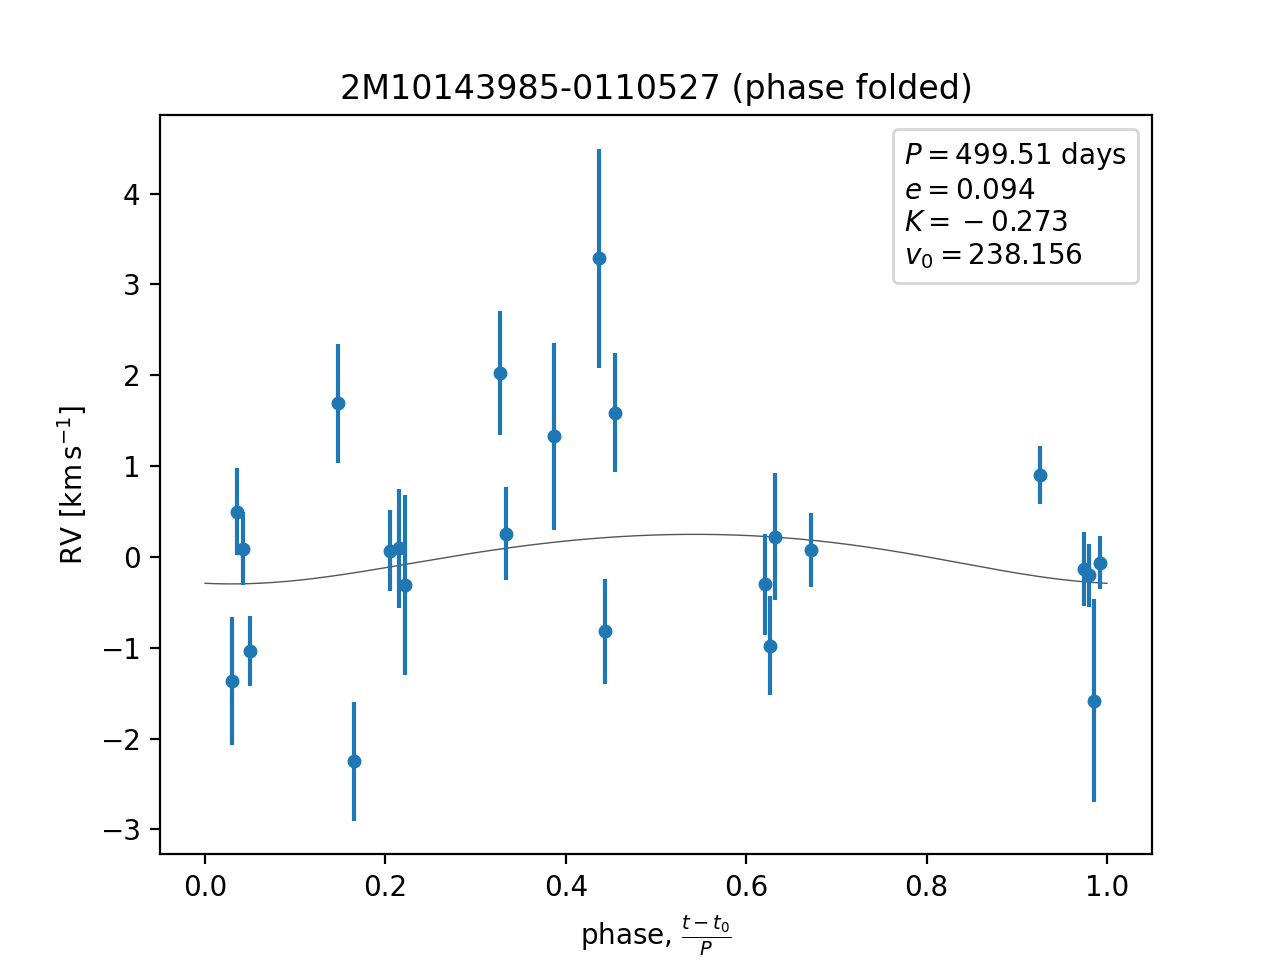 2M10143985-0110527 (phase folded)
P = 499.51 days
e = 0.094
K = −0.273
v₀ = 238.156
RV [km s⁻¹]
4
3
2
1
0
−1
−2
−3
0.0 0.2 0.4 0.6 0.8 1.0
phase, (t − t₀)/P